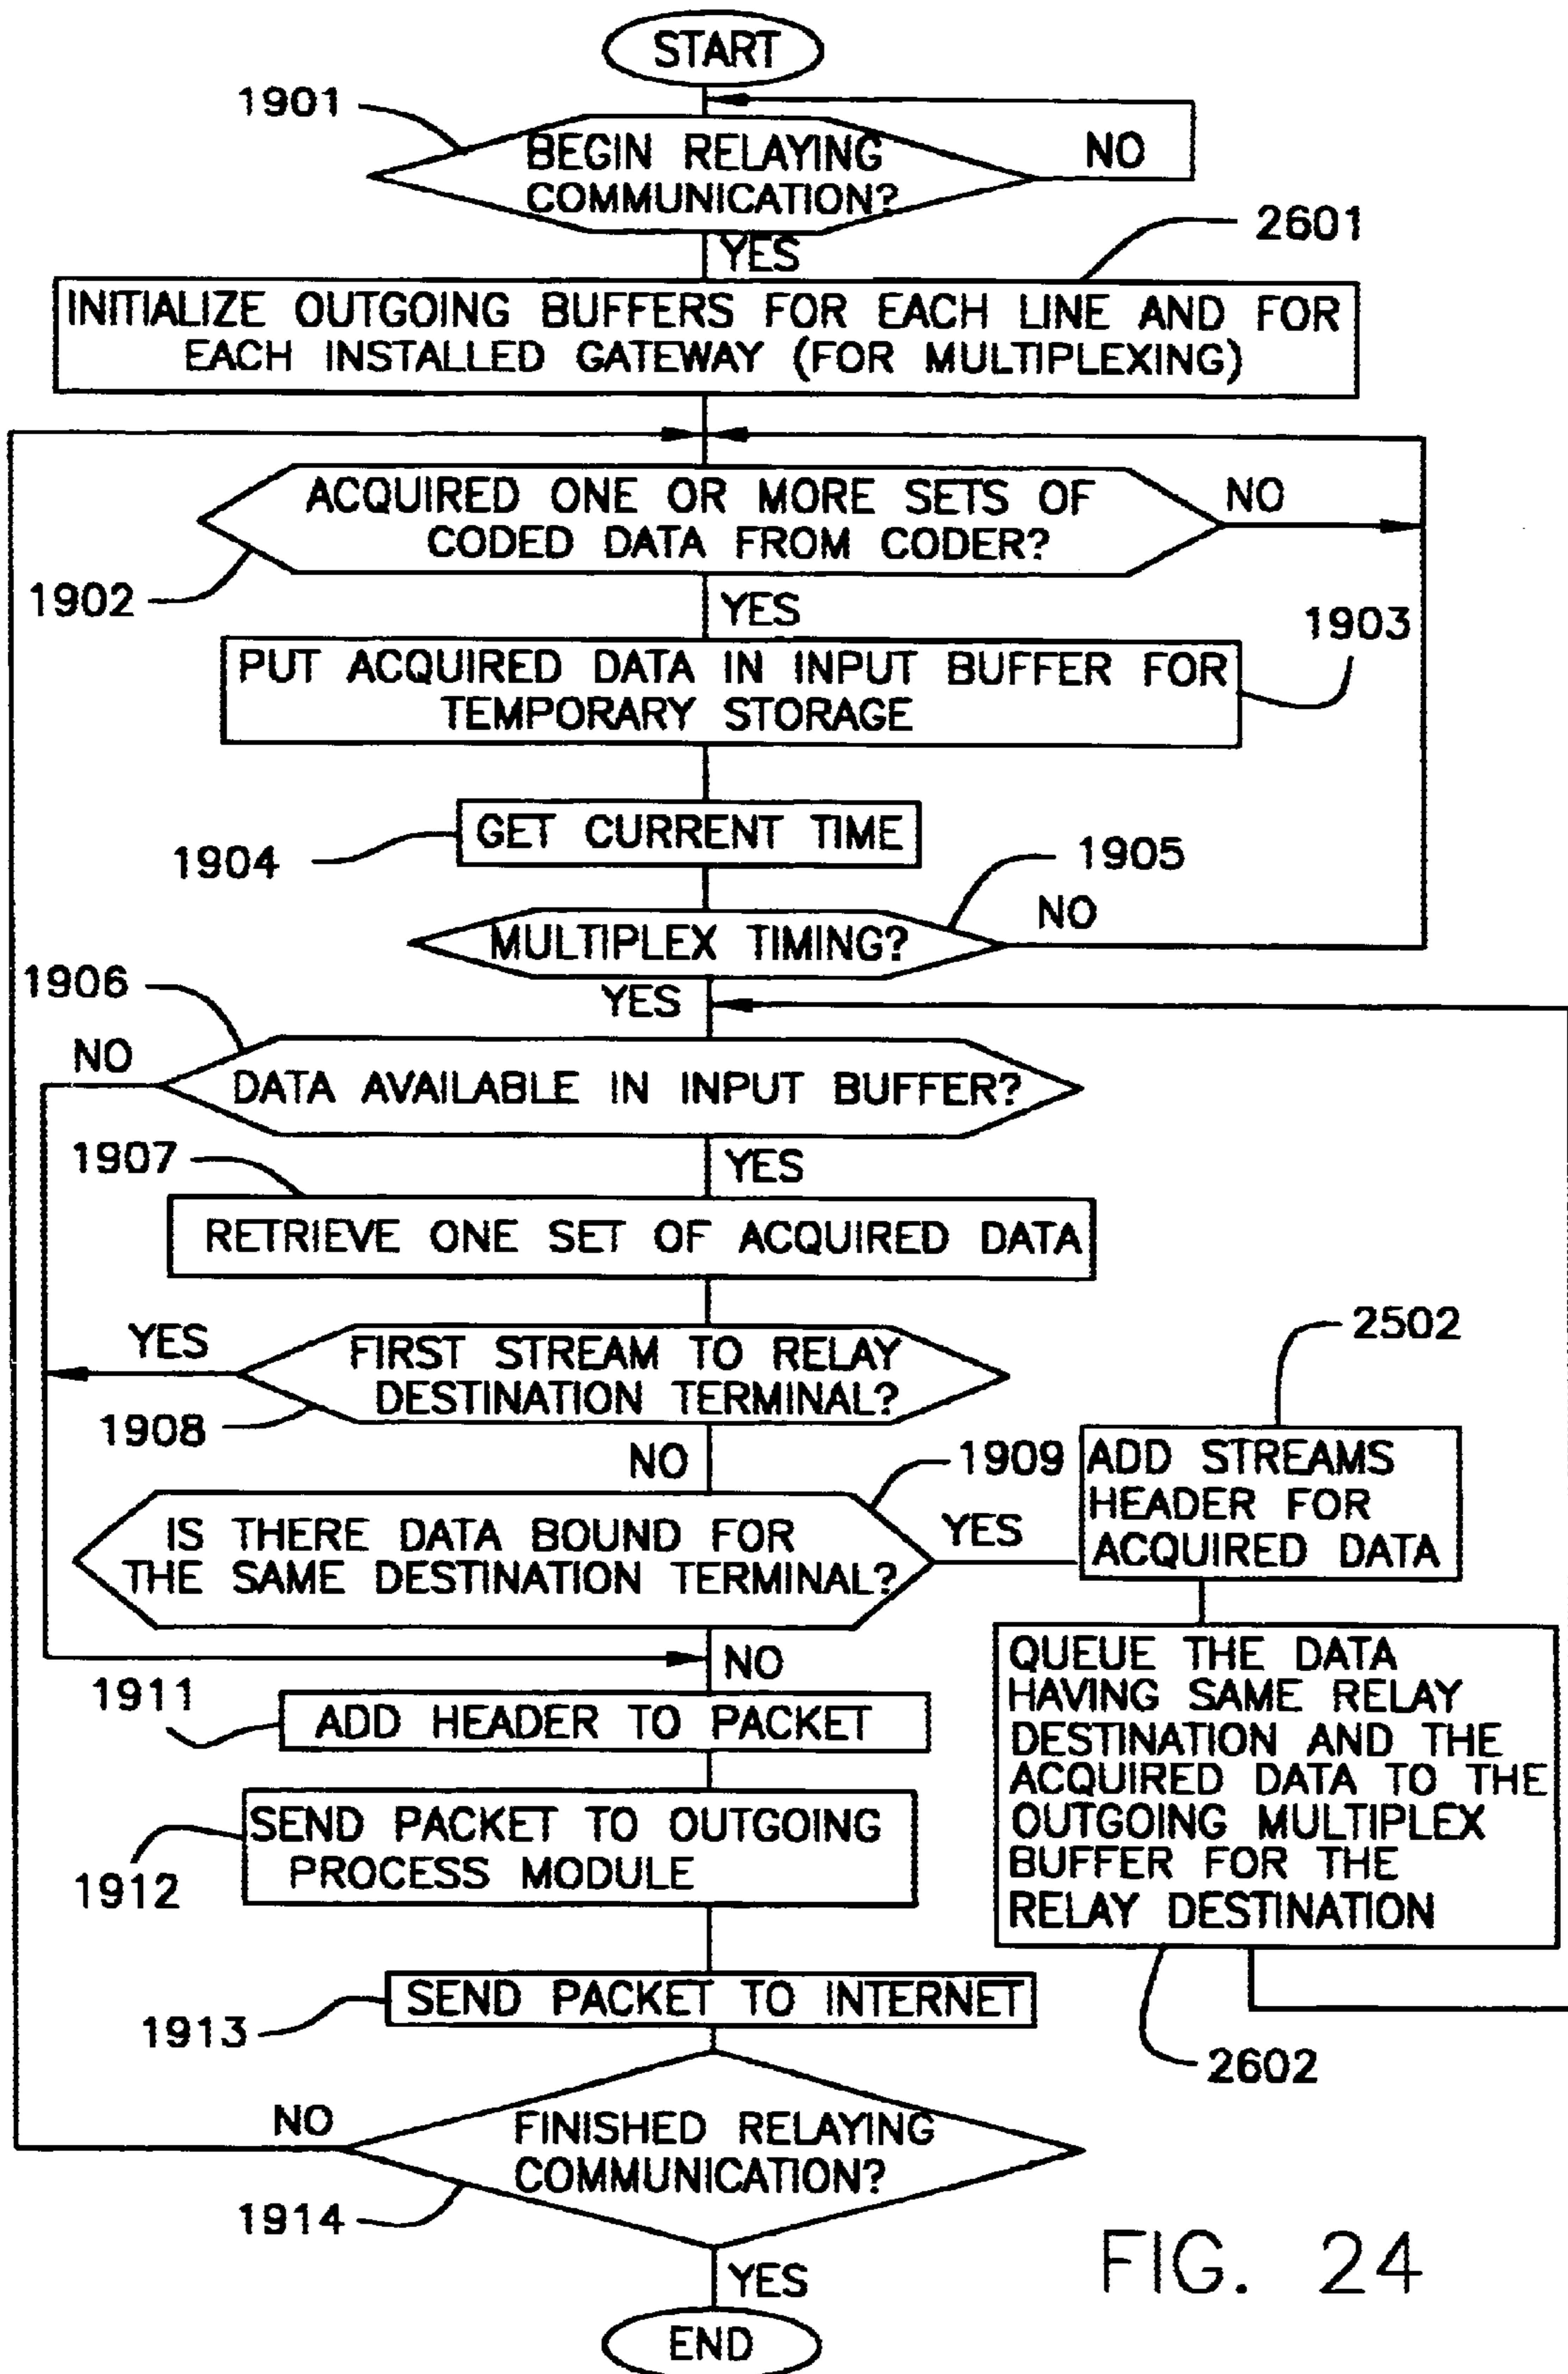 START
1901
BEGIN RELAYING
COMMUNICATION?
NO
YES
2601
INITIALIZE OUTGOING BUFFERS FOR EACH LINE AND FOR
EACH INSTALLED GATEWAY (FOR MULTIPLEXING)
ACQUIRED ONE OR MORE SETS OF
CODED DATA FROM CODER?
NO
1902
YES
1903
PUT ACQUIRED DATA IN INPUT BUFFER FOR
TEMPORARY STORAGE
GET CURRENT TIME
1904
1905
MULTIPLEX TIMING?
NO
1906
YES
NO
DATA AVAILABLE IN INPUT BUFFER?
1907
YES
RETRIEVE ONE SET OF ACQUIRED DATA
YES
FIRST STREAM TO RELAY
DESTINATION TERMINAL?
1908
2502
NO
1909
ADD STREAMS
HEADER FOR
ACQUIRED DATA
IS THERE DATA BOUND FOR
THE SAME DESTINATION TERMINAL?
YES
NO
QUEUE THE DATA
HAVING SAME RELAY
DESTINATION AND THE
ACQUIRED DATA TO THE
OUTGOING MULTIPLEX
BUFFER FOR THE
RELAY DESTINATION
1911
ADD HEADER TO PACKET
SEND PACKET TO OUTGOING
PROCESS MODULE
1912
SEND PACKET TO INTERNET
1913
2602
NO
FINISHED RELAYING
COMMUNICATION?
1914
YES
FIG. 24
END